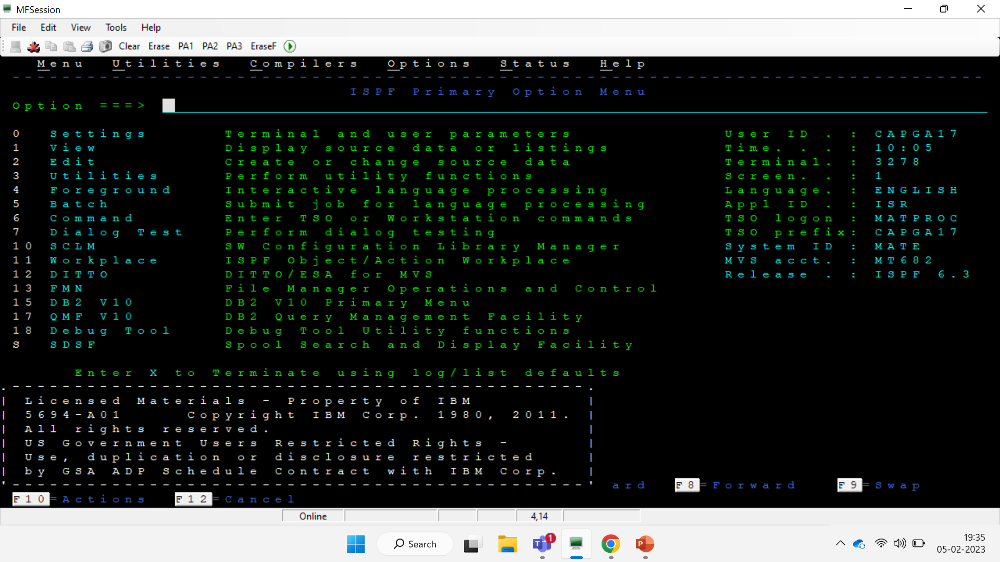 MFSession
File Edit View Tools Help
Clear Erase PA1 PA2 PA3 EraseF
Menu Utilities Compilers Options Status Help
ISPF Primary Option Menu
Option ===>
0 Settings Terminal and user parameters User ID . : CAPGA17
1 View Display source data or listings Time. . . : 10:05
2 Edit Create or change source data Terminal. : 3278
3 Utilities Perform utility functions Screen. . : 1
4 Foreground Interactive language processing Language. : ENGLISH
5 Batch Submit job for language processing Appl ID . : ISR
6 Command Enter TSO or Workstation commands TSO logon : MATPROC
7 Dialog Test Perform dialog testing TSO prefix: CAPGA17
10 SCLM SW Configuration Library Manager System ID : MATE
11 Workplace ISPF Object/Action Workplace MVS acct. : MT682
12 DITTO DITTO/ESA for MVS Release . : ISPF 6.3
13 FMN File Manager Operations and Control
15 DB2 V10 DB2 V10 Primary Menu
17 QMF V10 DB2 Query Management Facility
18 Debug Tool Debug Tool Utility functions
S SDSF Spool Search and Display Facility
Enter X to Terminate using log/list defaults
Licensed Materials - Property of IBM
5694-A01 Copyright IBM Corp. 1980, 2011.
All rights reserved.
US Government Users Restricted Rights -
Use, duplication or disclosure restricted
by GSA ADP Schedule Contract with IBM Corp.
ard F8=Forward F9=Swap
F10=Actions F12=Cancel
Online 4,14
Search 1 19:35
05-02-2023